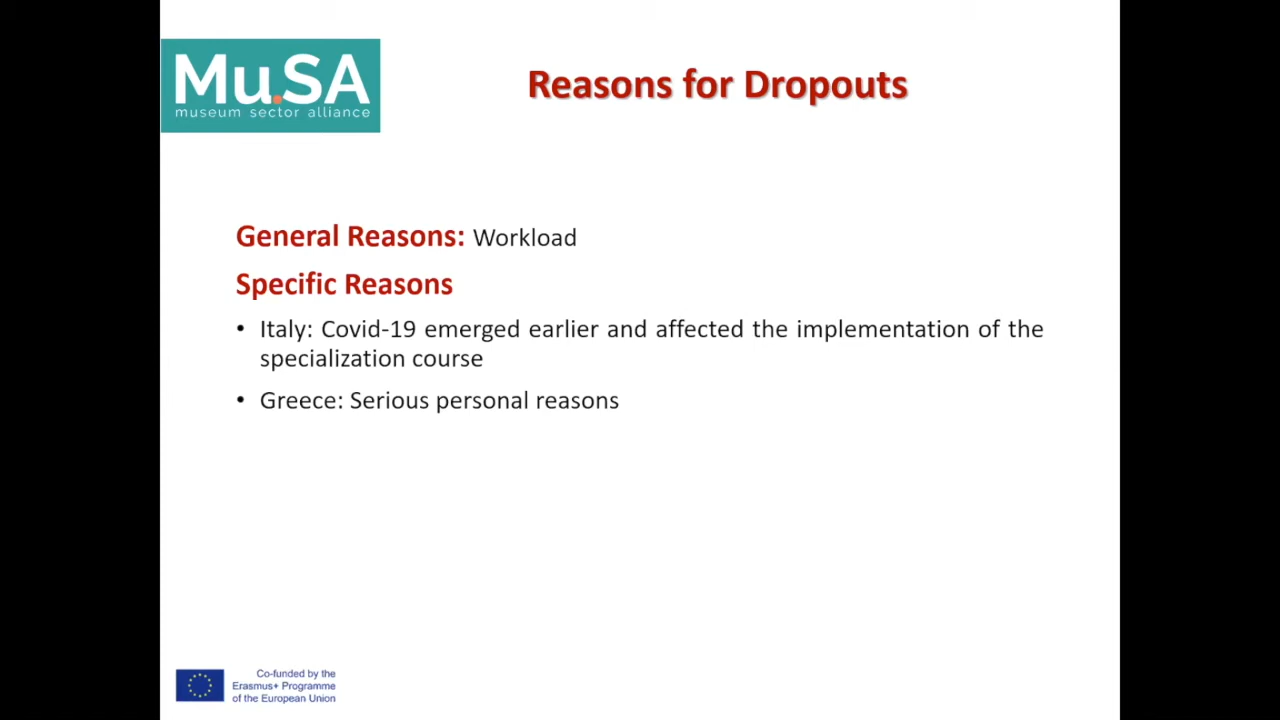 Mu.SA
museum sector alliance
Reasons for Dropouts
General Reasons: Workload
Specific Reasons
• Italy: Covid-19 emerged earlier and affected the implementation of the
specialization course
• Greece: Serious personal reasons
Co-funded by the
Erasmus+ Programme
of the European Union